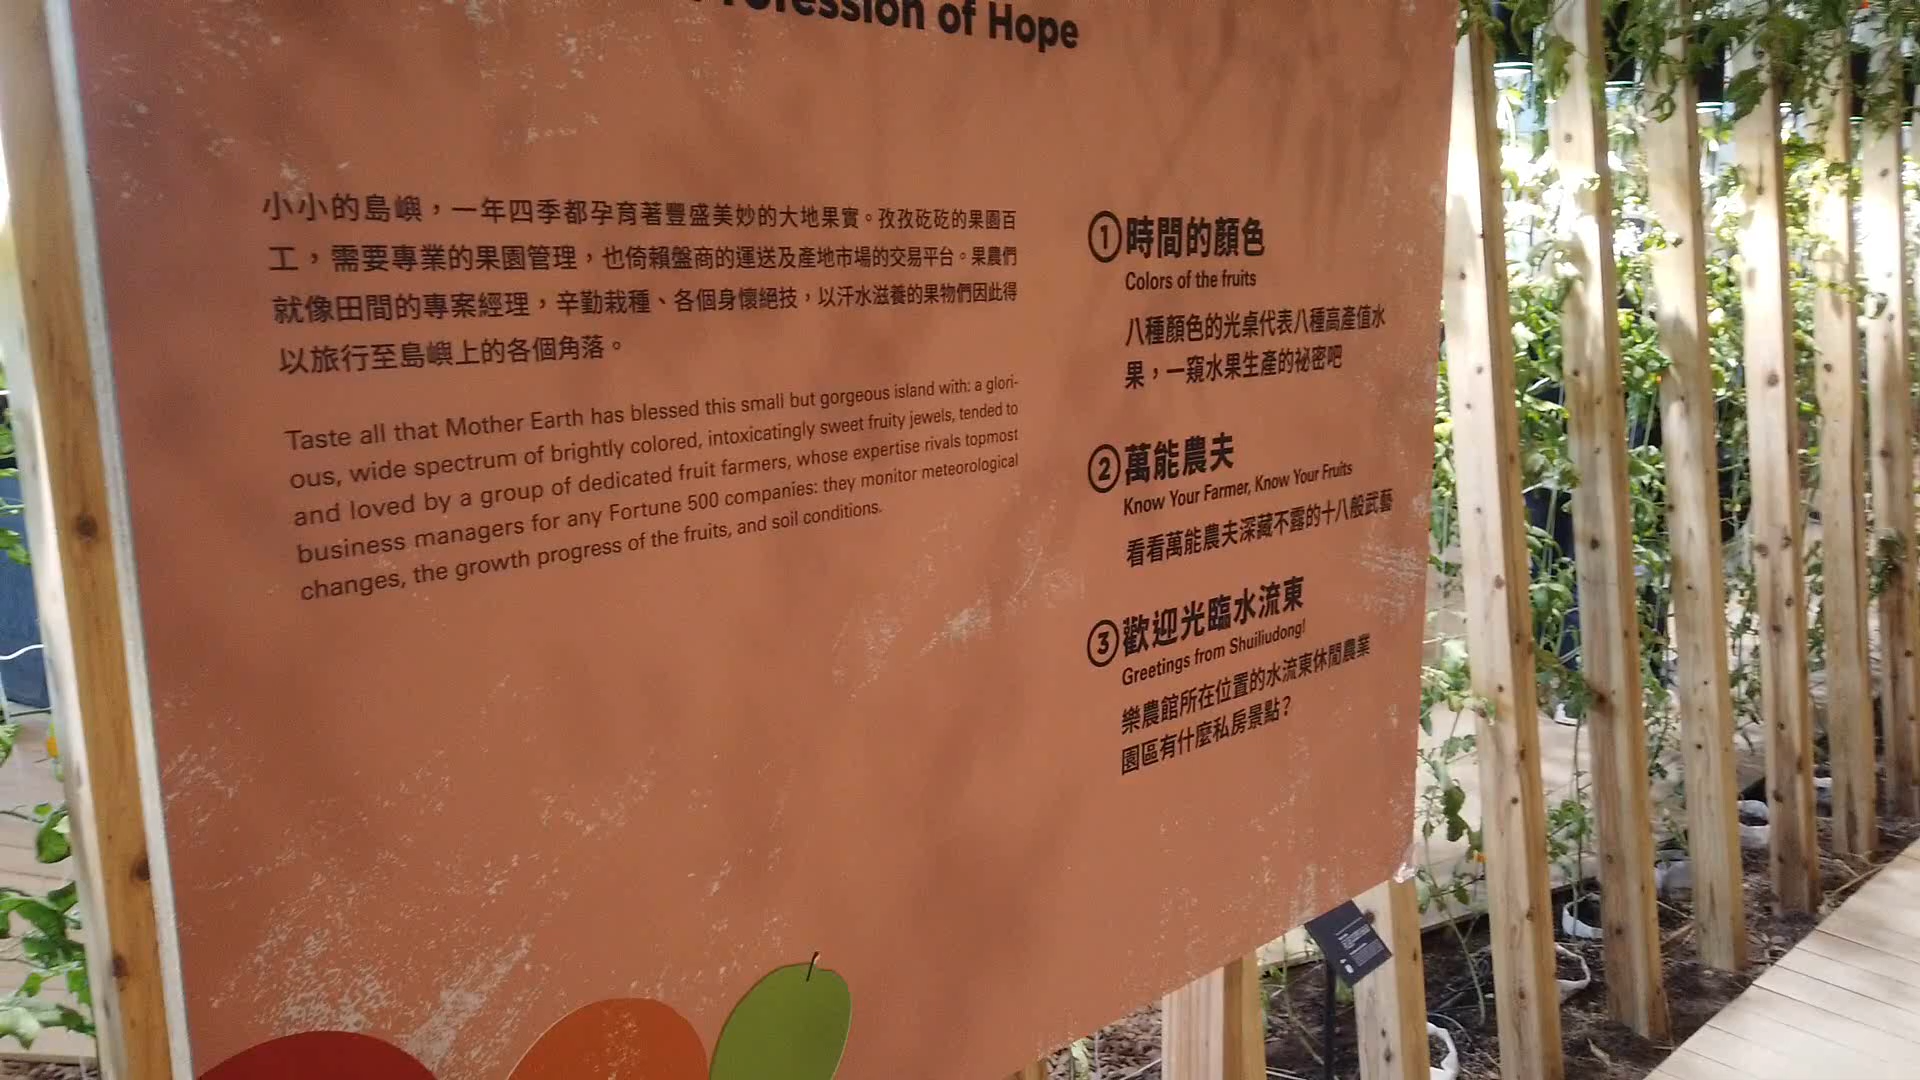 of Hope
小小的島嶼，一年四季都孕育著豐盛美妙的大地果實。孜孜矻矻的果園百
工，需要專業的果園管理，也倚賴盤商的運送及產地市場的交易平台。果農們
就像田間的專案經理，辛勤栽種、各個身懷絕技，以汗水滋養的果物們因此得
以旅行至島嶼上的各個角落。
Taste all that Mother Earth has blessed this small but gorgeous island with: a glori-
ous, wide spectrum of brightly colored, intoxicatingly sweet fruity jewels, tended to
and loved by a group of dedicated fruit farmers, whose expertise rivals topmost
business managers for any Fortune 500 companies: they monitor meteorological
changes, the growth progress of the fruits, and soil conditions.
①時間的顏色
Colors of the fruits
八種顏色的光桌代表八種高產值水
果，一窺水果生產的祕密吧
②萬能農夫
Know Your Farmer, Know Your Fruits
看看萬能農夫深藏不露的十八般武藝
③歡迎光臨水流東
Greetings from Shuiliudong!
樂農館所在位置的水流東休閒農業
園區有什麼私房景點？